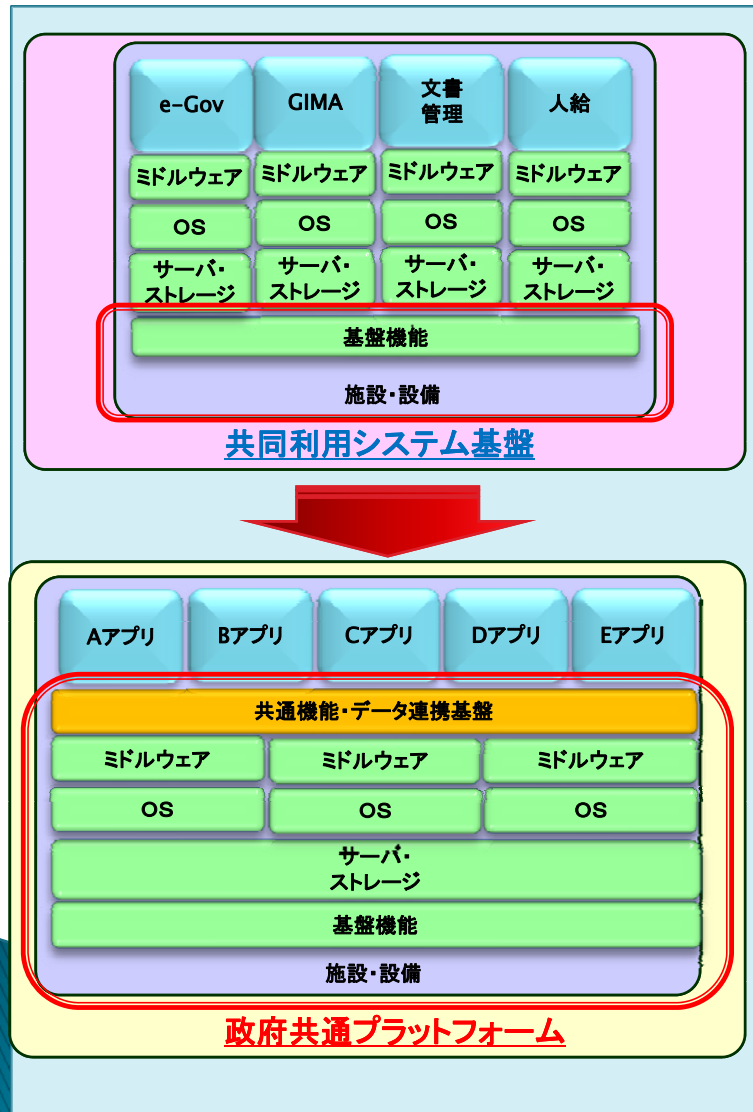 e-Gov
GIMA
文書
管理
人給
ミドルウェア
ミドルウェア
ミドルウェア
ミドルウェア
OS
OS
OS
OS
サーバ・
ストレージ
サーバ・
ストレージ
サーバ・
ストレージ
サーバ・
ストレージ
基盤機能
施設・設備
共同利用システム基盤
Aアプリ
Bアプリ
Cアプリ
Dアプリ
Eアプリ
共通機能・データ連携基盤
ミドルウェア
ミドルウェア
ミドルウェア
OS
OS
OS
サーバ・
ストレージ
基盤機能
施設・設備
政府共通プラットフォーム